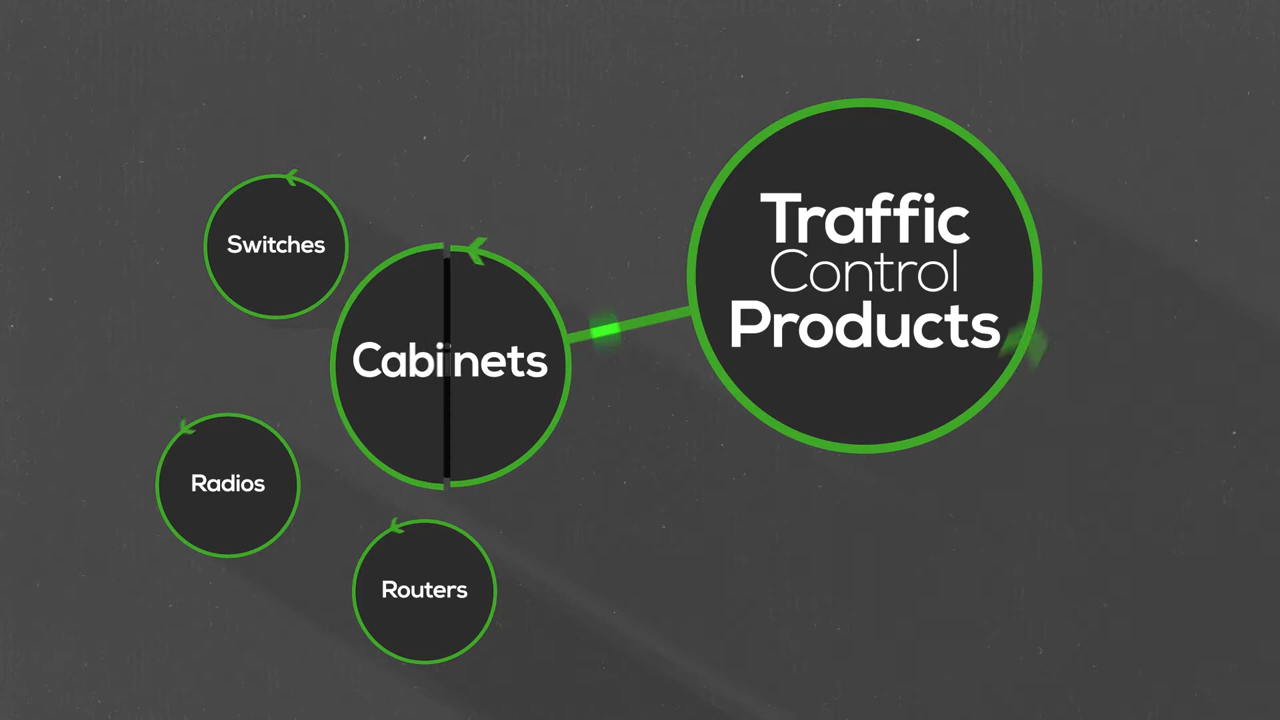 Traffic
Control
Products
Switches
Cabinets
Radios
Routers